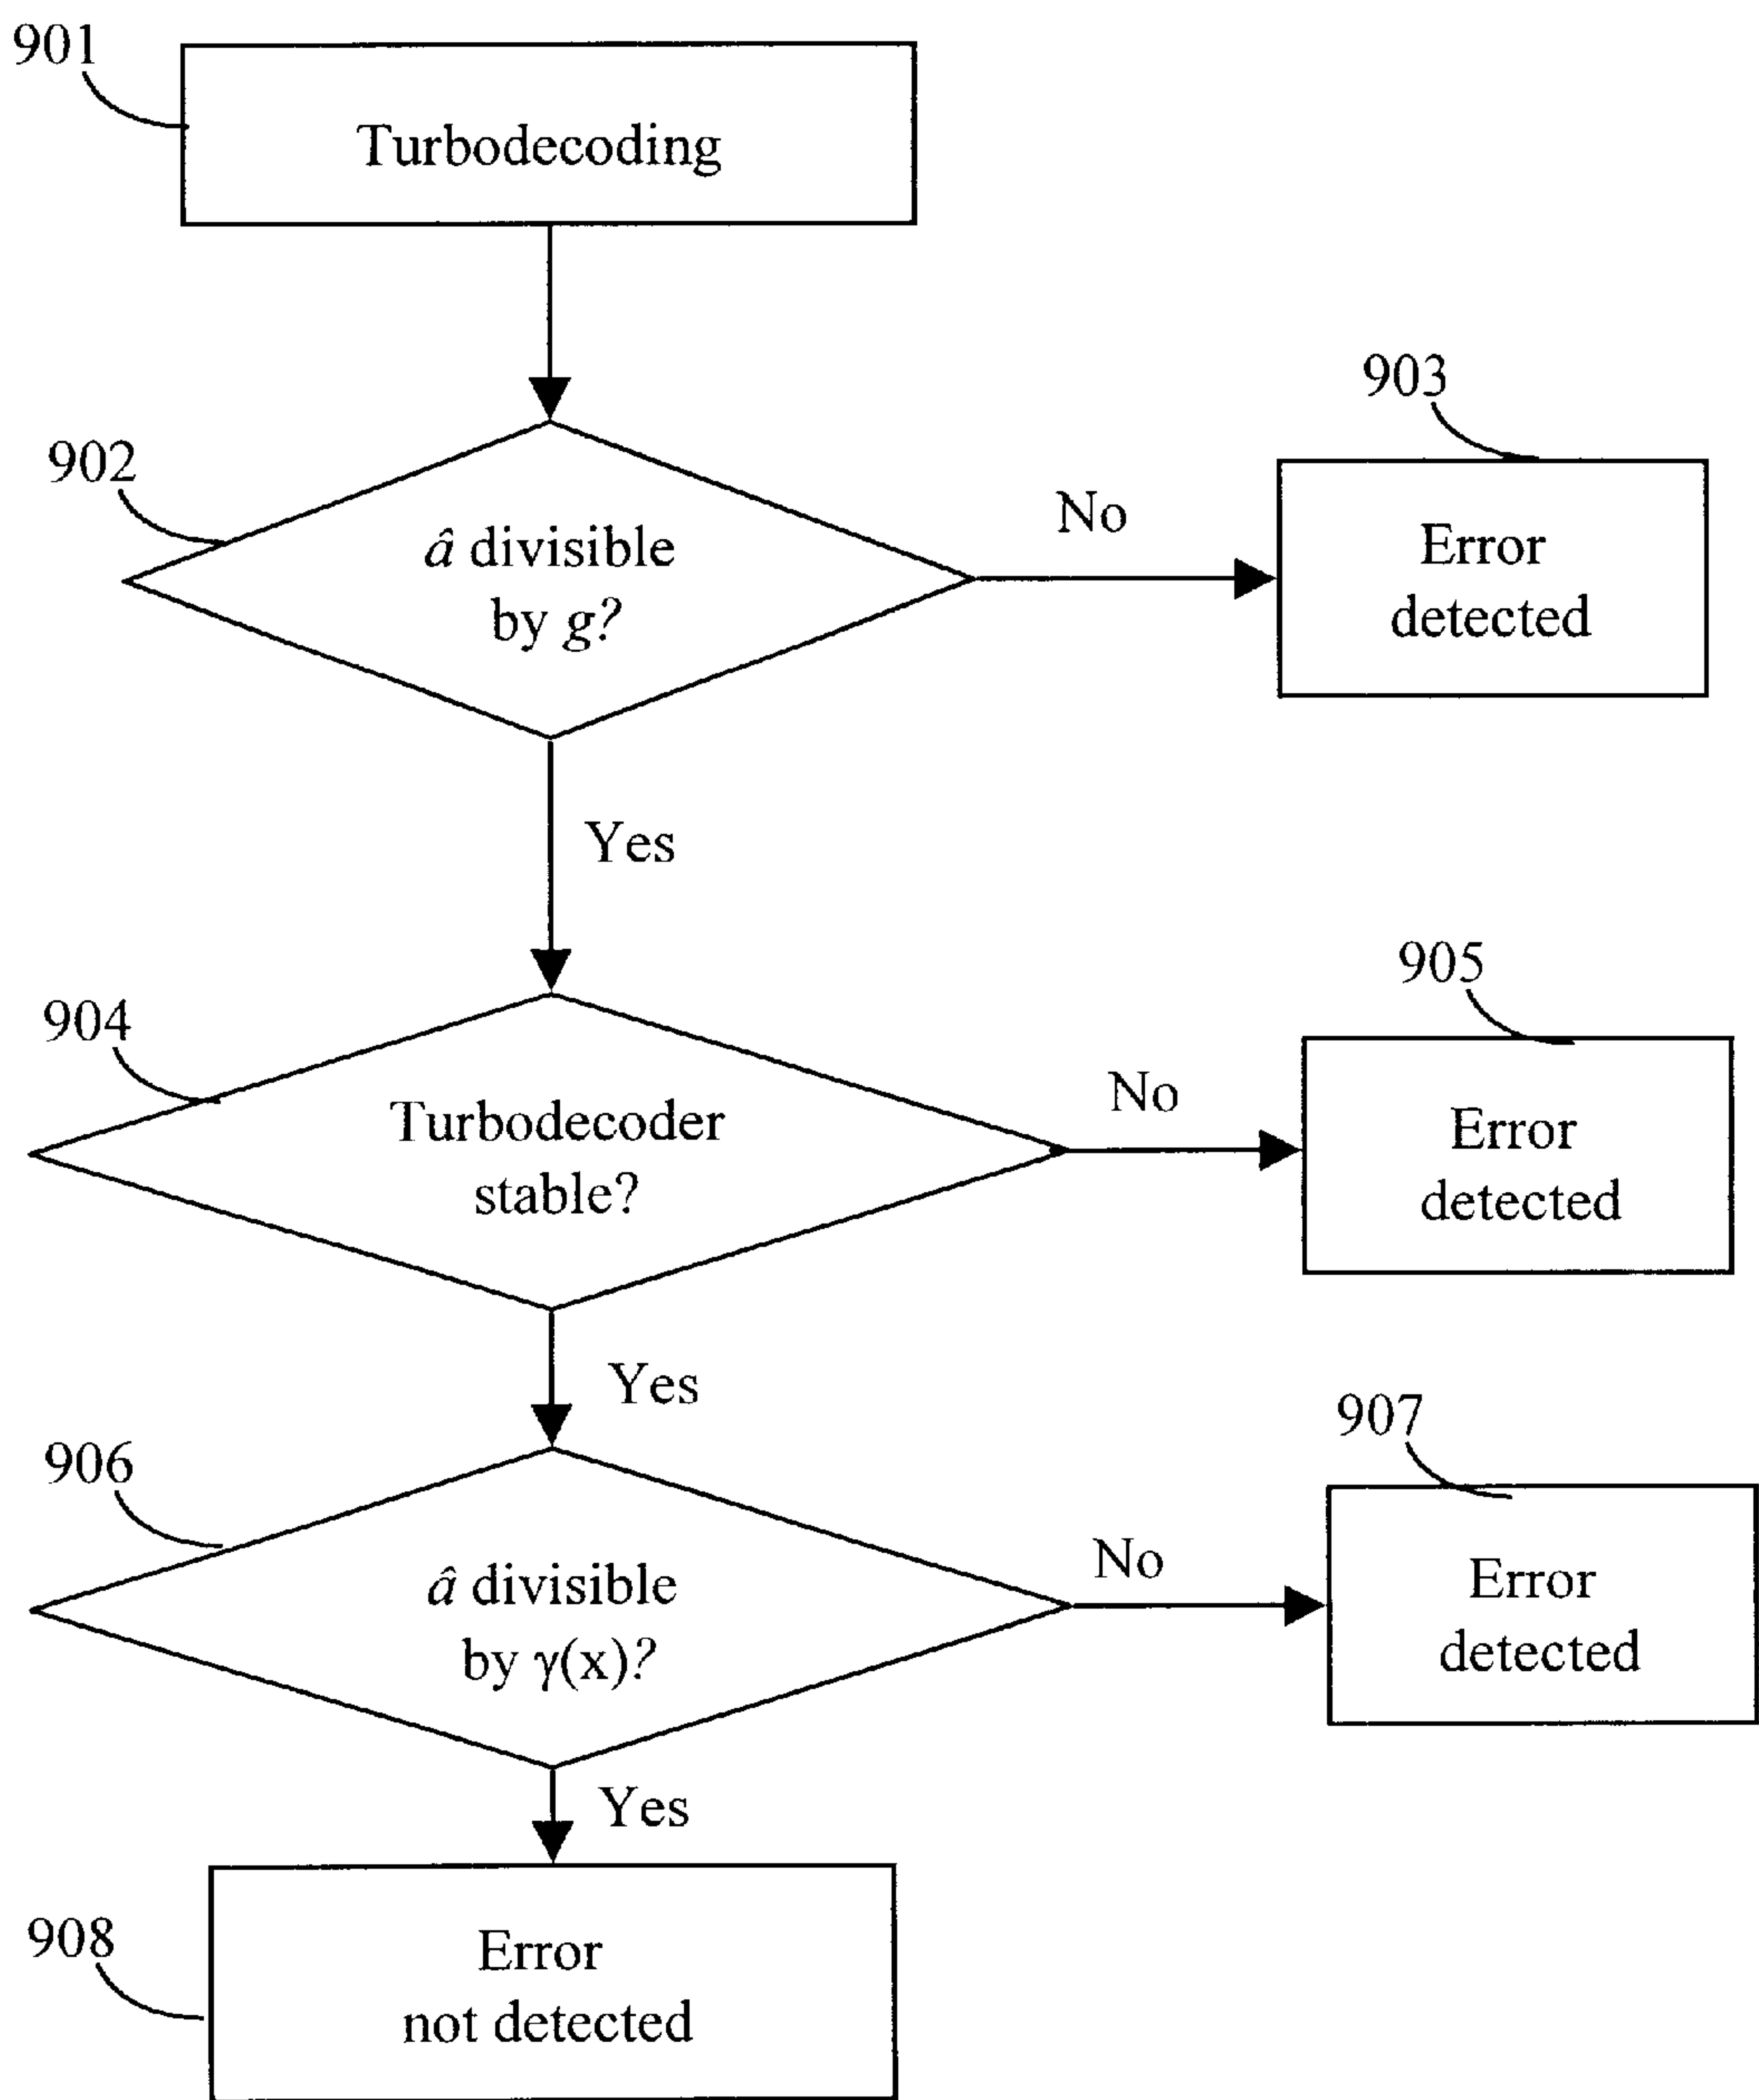 901
Turbodecoding
902
â divisible
by g?
No
903
Error
detected
Yes
904
Turbodecoder
stable?
No
905
Error
detected
Yes
906
â divisible
by γ(x)?
No
907
Error
detected
Yes
908
Error
not detected